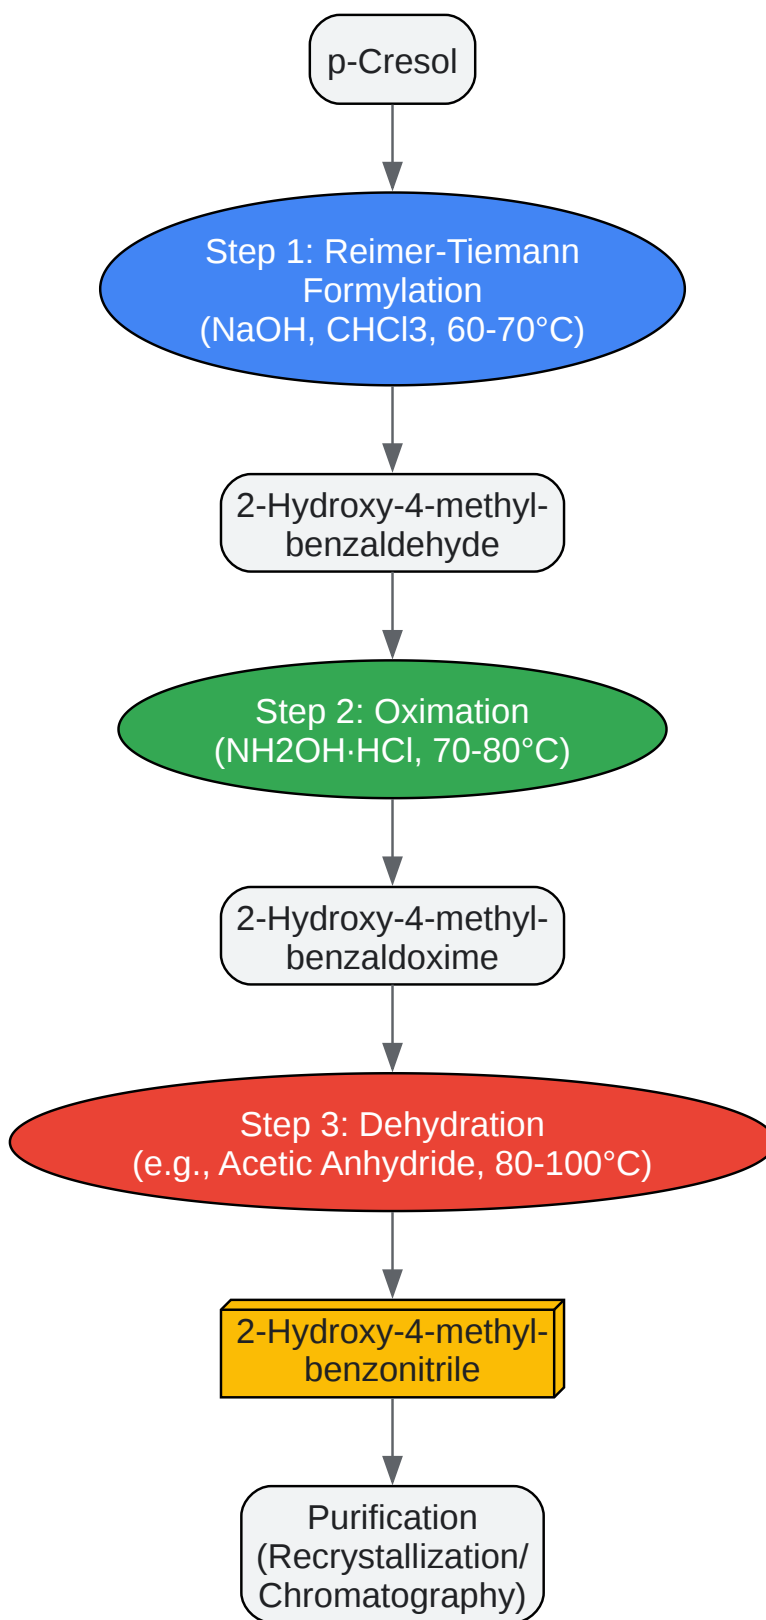 p-Cresol
Step 1: Reimer-Tiemann
Formylation
(NaOH, CHCl3, 60-70°C)
2-Hydroxy-4-methyl-
benzaldehyde
Step 2: Oximation
(NH2OH·HCl, 70-80°C)
2-Hydroxy-4-methyl-
benzaldoxime
Step 3: Dehydration
(e.g., Acetic Anhydride, 80-100°C)
2-Hydroxy-4-methyl-
benzonitrile
Purification
(Recrystallization/
Chromatography)